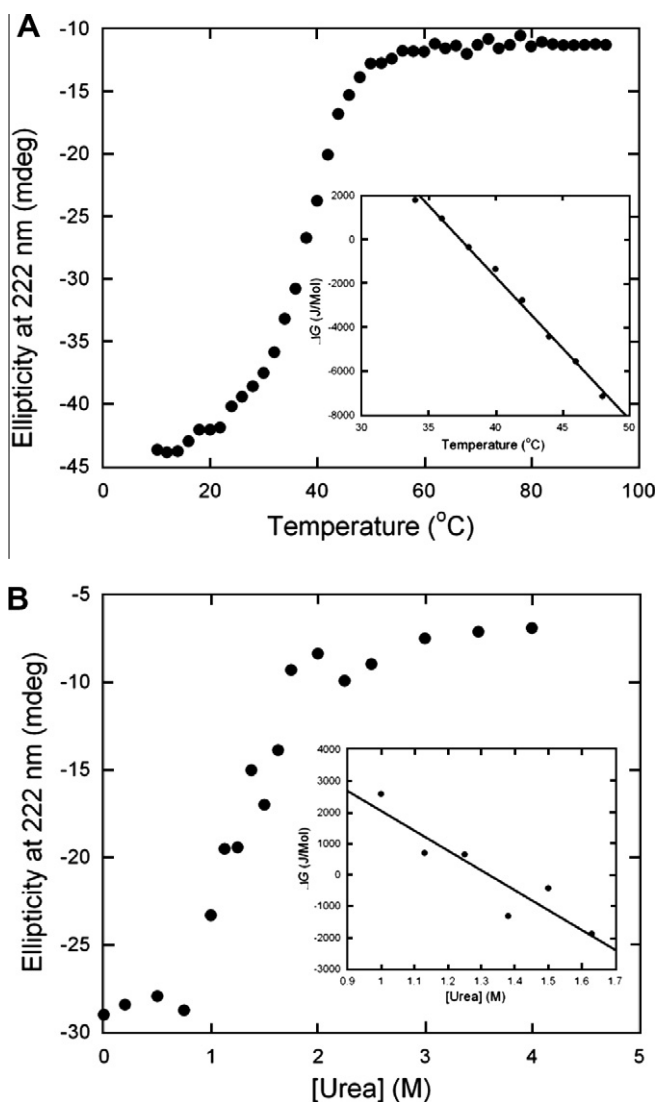 A
-10
-15
-20
-25
-30
-35
-40
-45
Ellipticity at 222 nm (mdeg)
0 20 40 60 80 100
Temperature (°C)
2000
0
-2000
-4000
-6000
-8000
ΔG (J/Mol)
30 35 40 45 50
Temperature (°C)
B
-5
-10
-15
-20
-25
-30
Ellipticity at 222 nm (mdeg)
0 1 2 3 4 5
[Urea] (M)
4000
3000
2000
1000
0
-1000
-2000
-3000
ΔG (J/Mol)
0.9 1 1.1 1.2 1.3 1.4 1.5 1.6 1.7
[Urea] (M)